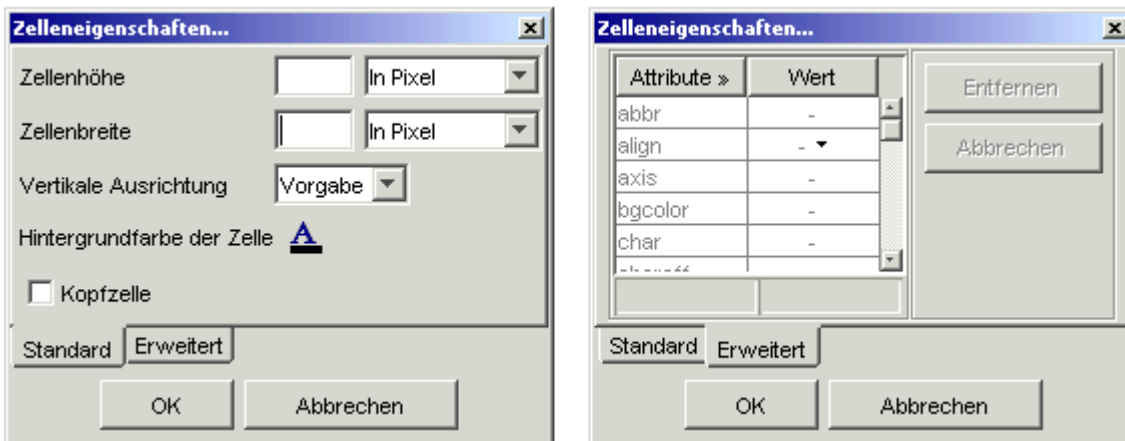 Zelleneigenschaften...
Zellenhöhe In Pixel
Zellenbreite In Pixel
Vertikale Ausrichtung Vorgabe
Hintergrundfarbe der Zelle A
Kopfzelle
Standard Erweitert
OK Abbrechen
Zelleneigenschaften...
Attribute » Wert
abbr -
align -
axis -
bgcolor -
char -
Entfernen
Abbrechen
Standard Erweitert
OK Abbrechen